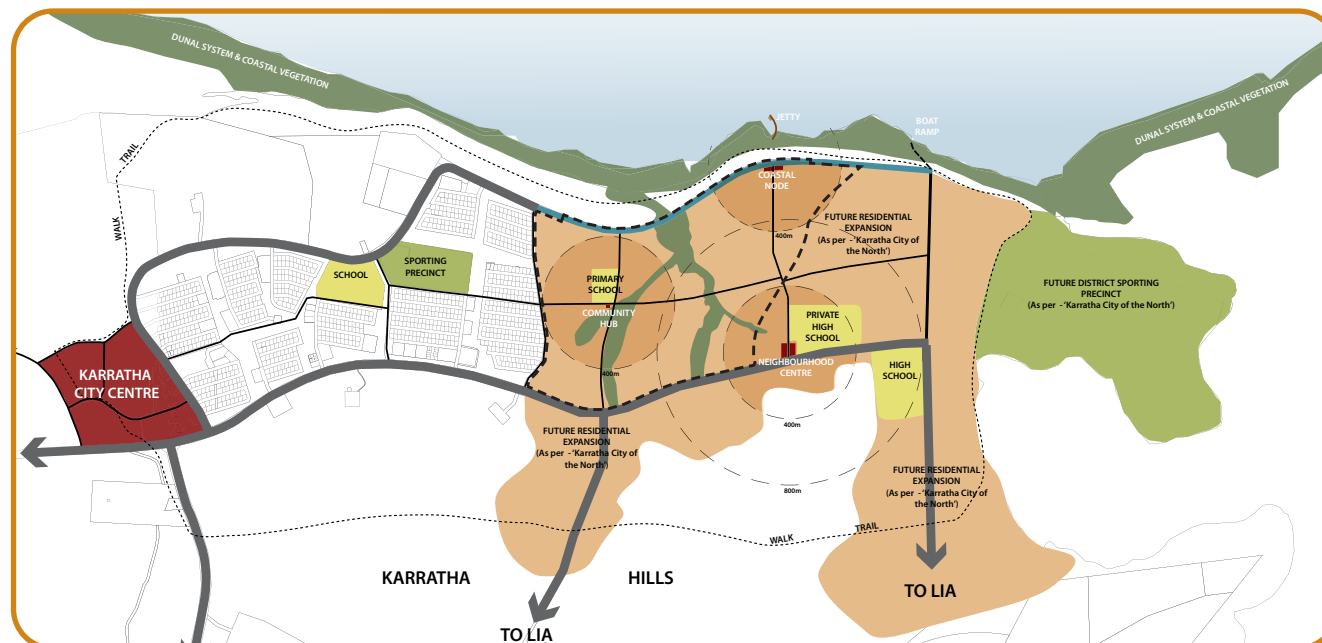 DUNAL SYSTEM & COASTAL VEGETATION
DUNAL SYSTEM & COASTAL VEGETATION
JETTY
BOAT
RAMP
TRAIL
WALK
COASTAL
NODE
400m
FUTURE RESIDENTIAL
EXPANSION
(As per - 'Karratha City of
the North')
SCHOOL
SPORTING
PRECINCT
PRIMARY
SCHOOL
COMMUNITY
HUB
400m
FUTURE DISTRICT SPORTING
PRECINCT
(As per - 'Karratha City of the North')
PRIVATE
HIGH
SCHOOL
NEIGHBOURHOOD
CENTRE
HIGH
SCHOOL
KARRATHA
CITY CENTRE
400m
FUTURE RESIDENTIAL
EXPANSION
(As per - 'Karratha City of
the North')
FUTURE RESIDENTIAL
EXPANSION
(As per - 'Karratha City of
the North')
800m
WALK
TRAIL
KARRATHA
HILLS
TO LIA
TO LIA